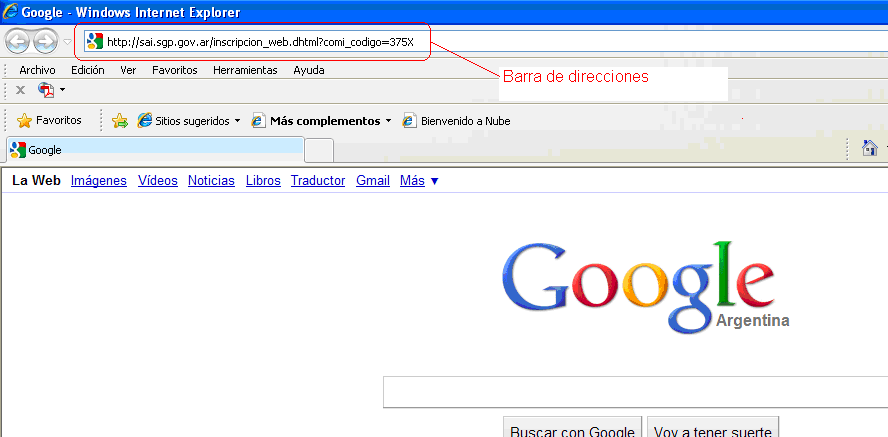 Google - Windows Internet Explorer
http://sai.sgp.gov.ar/inscripcion_web.dhtml?comi_codigo=375X
Barra de direcciones
Archivo Edición Ver Favoritos Herramientas Ayuda
Favoritos Sitios sugeridos Más complementos Bienvenido a Nube
Google
La Web Imágenes Vídeos Noticias Libros Traductor Gmail Más
Google
Argentina
Buscar con Google Voy a tener suerte